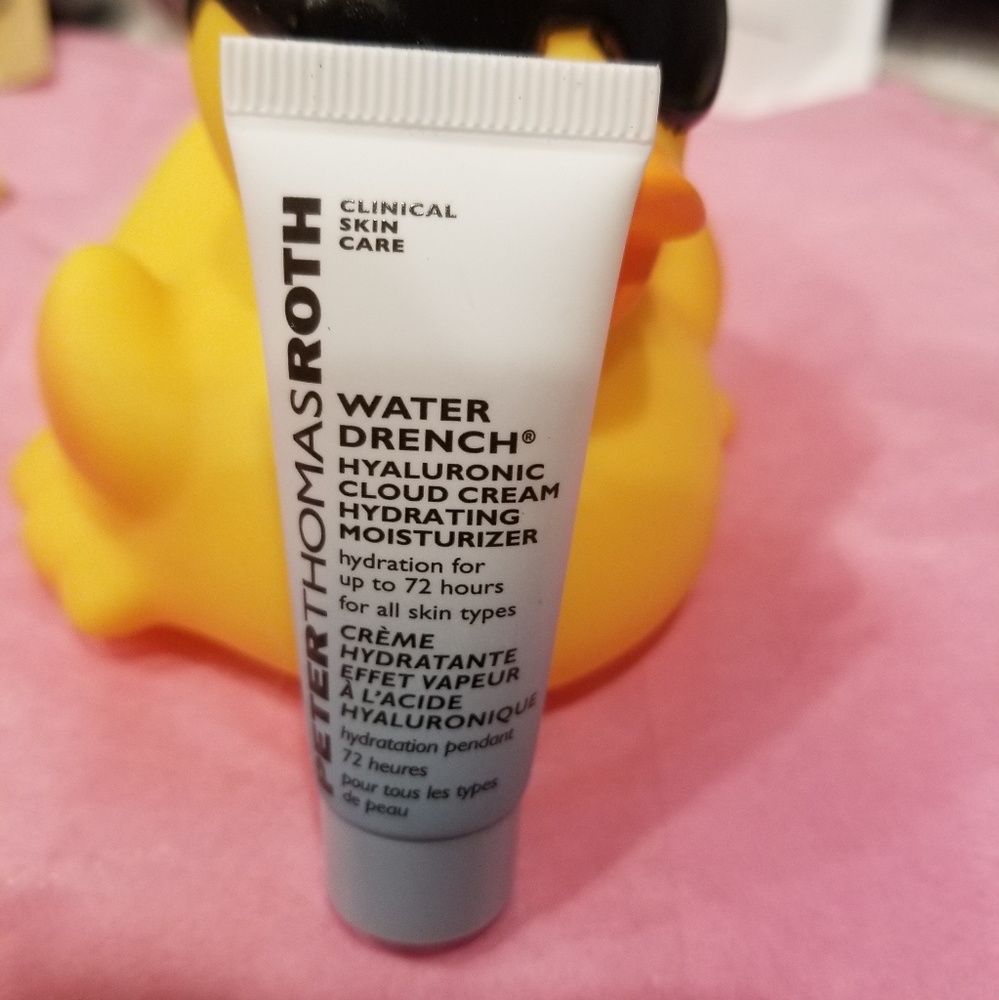 PETERTHOMASROTH
CLINICAL
SKIN
CARE
WATER
DRENCH®
HYALURONIC
CLOUD CREAM
HYDRATING
MOISTURIZER
hydration for
up to 72 hours
for all skin types
CRÈME
HYDRATANTE
EFFET VAPEUR
À L'ACIDE
HYALURONIQUE
hydratation pendant
72 heures
pour tous les types
de peau